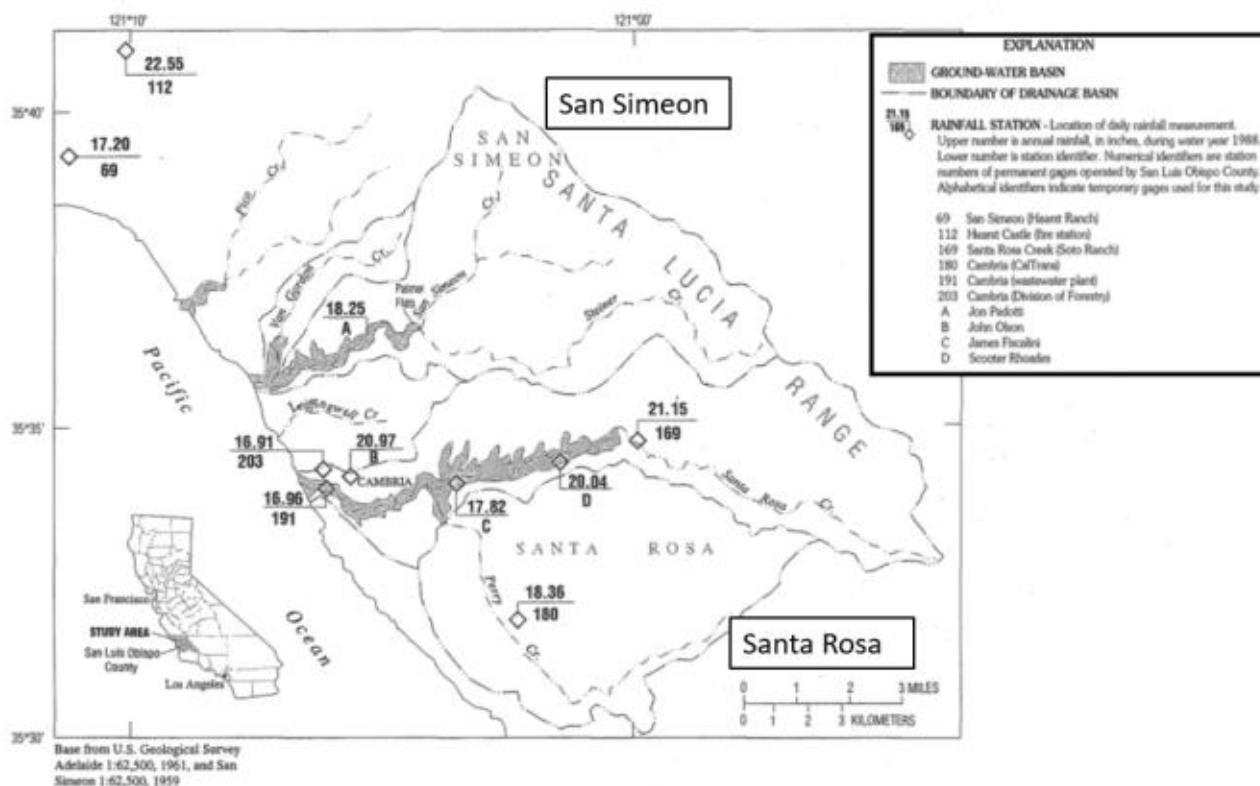 121°10'
121°00'
22.55
112
35°40'
17.20
69
San Simeon
SAN
SIMEON
SANTA
LUCIA
RANGE
Pico Cr.
Van Gordon Cr.
Cr.
Palmer
Flats
San Simeon
Steiner Cr.
18.25
A
Pacific
Ocean
Leffingwell Cr.
35°35'
16.91
203
20.97
B
CAMBRIA
16.96
191
17.82
C
20.04
D
21.15
169
Santa Rosa Cr.
SANTA ROSA
Perry Cr.
18.36
180
Santa Rosa
San Francisco
STUDY AREA
San Luis Obispo
County
Los Angeles
0 1 2 3 MILES
0 1 2 3 KILOMETERS
35°30'
Base from U.S. Geological Survey
Adelaide 1:62,500, 1961, and San
Simeon 1:62,500, 1959
EXPLANATION
GROUND-WATER BASIN
BOUNDARY OF DRAINAGE BASIN
21.15
169
RAINFALL STATION - Location of daily rainfall measurement.
Upper number is annual rainfall, in inches, during water year 1988.
Lower number is station identifier. Numerical identifiers are station
numbers of permanent gages operated by San Luis Obispo County.
Alphabetical identifiers indicate temporary gages used for this study
69 San Simeon (Hearst Ranch)
112 Hearst Castle (fire station)
169 Santa Rosa Creek (Soto Ranch)
180 Cambria (CalTrans)
191 Cambria (wastewater plant)
203 Cambria (Division of Forestry)
A Jon Pedotti
B John Olson
C James Fiscalini
D Scooter Rhoades